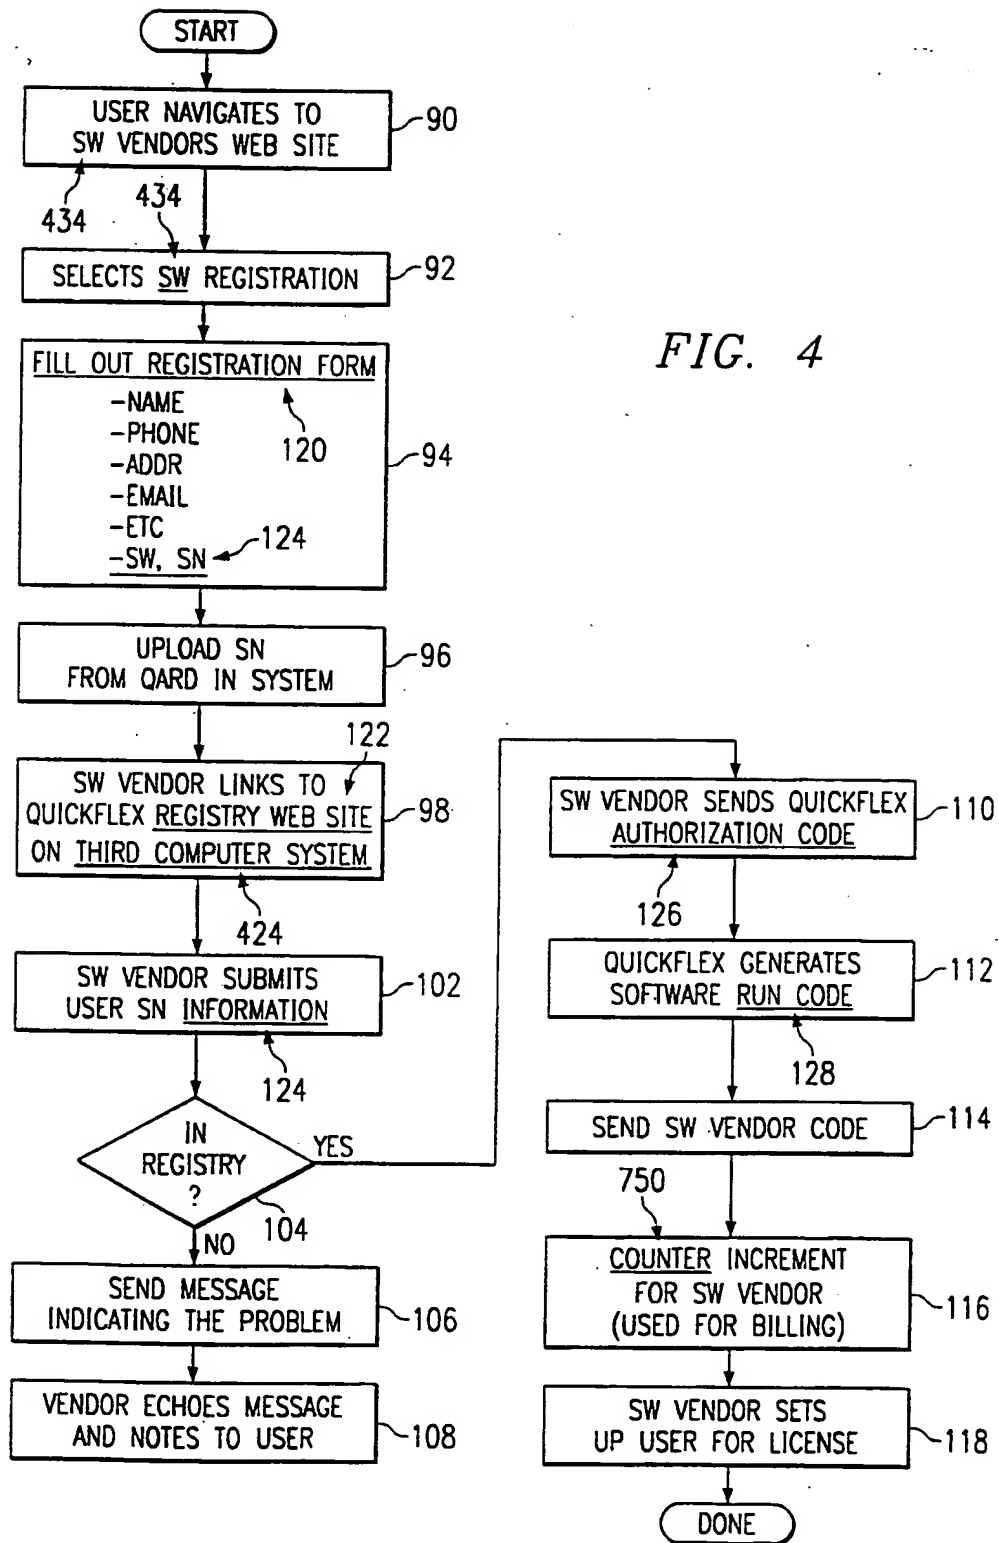 START
USER NAVIGATES TO
SW VENDORS WEB SITE
90
434
434
SELECTS SW REGISTRATION
92
FILL OUT REGISTRATION FORM
-NAME
-PHONE
-ADDR
-EMAIL
-ETC
-SW, SN
120
124
94
UPLOAD SN
FROM QARD IN SYSTEM
96
122
SW VENDOR LINKS TO
QUICKFLEX REGISTRY WEB SITE
ON THIRD COMPUTER SYSTEM
98
424
SW VENDOR SUBMITS
USER SN INFORMATION
102
124
IN
REGISTRY
?
YES
104
NO
SEND MESSAGE
INDICATING THE PROBLEM
106
VENDOR ECHOES MESSAGE
AND NOTES TO USER
108
FIG. 4
SW VENDOR SENDS QUICKFLEX
AUTHORIZATION CODE
110
126
QUICKFLEX GENERATES
SOFTWARE RUN CODE
112
128
SEND SW VENDOR CODE
114
750
COUNTER INCREMENT
FOR SW VENDOR
(USED FOR BILLING)
116
SW VENDOR SETS
UP USER FOR LICENSE
118
DONE